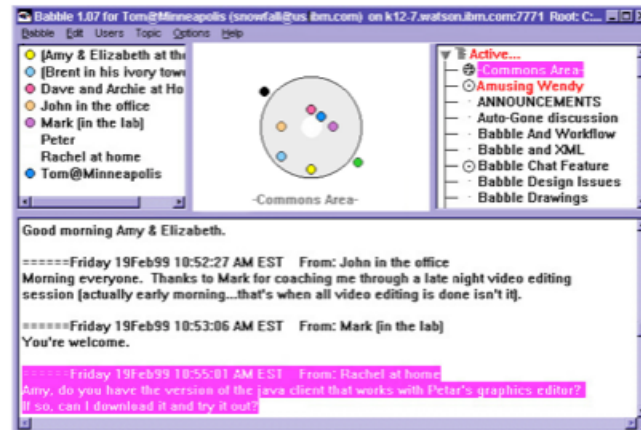 Babble 1.07 for Tom@Minneapolis (snowfall@us.ibm.com) on k12-7.watson.ibm.com:7771 Root: C...
Babble Edit Users Topic Options Help
(Amy & Elizabeth at the
(Brent in his ivory tow
Dave and Archie at Ho
John in the office
Mark (in the lab)
Peter
Rachel at home
Tom@Minneapolis
-Commons Area-
Active...
-Commons Area-
Amusing Wendy
ANNOUNCEMENTS
Auto-Gone discussion
Babble And Workflow
Babble and XML
Babble Chat Feature
Babble Design Issues
Babble Drawings
Good morning Amy & Elizabeth.
======Friday 19Feb99 10:52:27 AM EST From: John in the office
Morning everyone. Thanks to Mark for coaching me through a late night video editing
session (actually early morning...that's when all video editing is done isn't it).
======Friday 19Feb99 10:53:06 AM EST From: Mark (in the lab)
You're welcome.
======Friday 19Feb99 10:55:01 AM EST From: Rachel at home
Amy, do you have the version of the java client that works with Peter's graphics editor?
If so, can I download it and try it out?